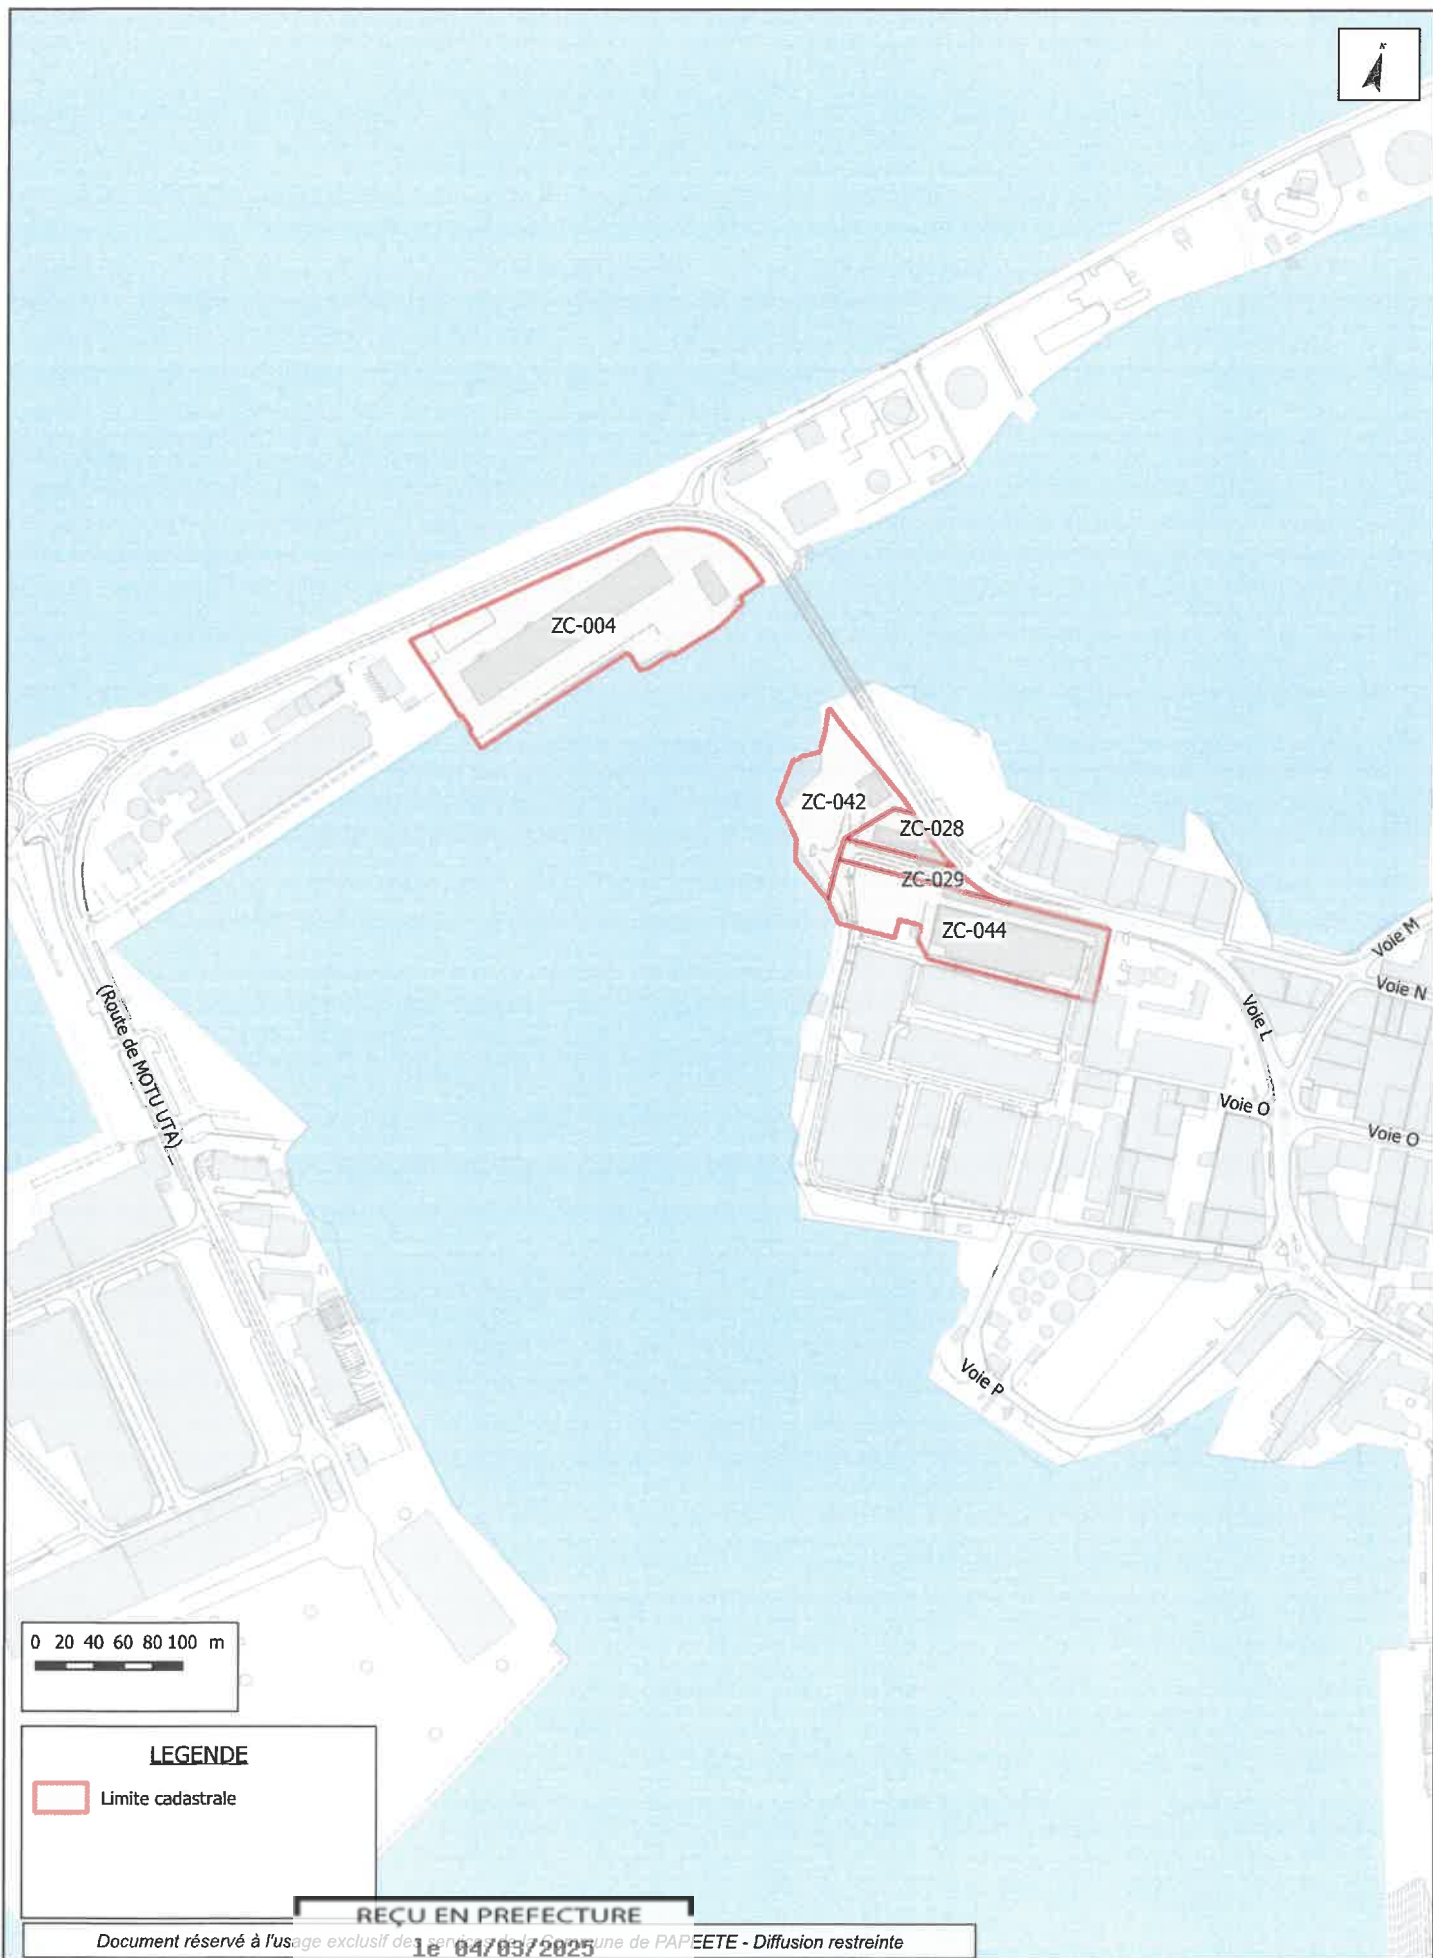 N
ZC-004
ZC-042
ZC-028
ZC-029
ZC-044
Voie M
Voie N
Voie L
Voie O
Voie O
(Route de MOTU UTA)
Voie P
0 20 40 60 80 100 m
LEGENDE
Limite cadastrale
REÇU EN PREFECTURE
Document réservé à l'usage exclusif des services de la Commune de PAPEETE - Diffusion restreinte
le 04/03/2025